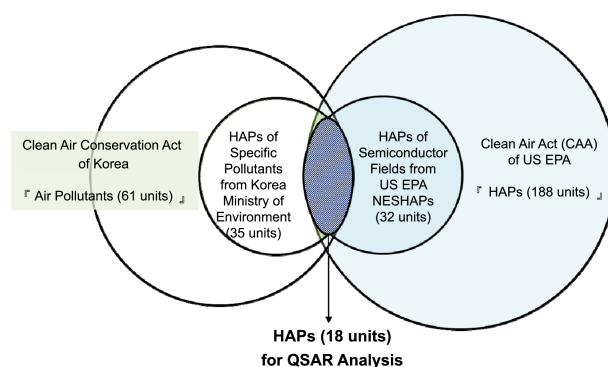 Clean Air Conservation Act
of Korea
『 Air Pollutants (61 units) 』
HAPs of
Specific
Pollutants
from Korea
Ministry of
Environment
(35 units)
HAPs of
Semiconductor
Fields from
US EPA
NESHAPs
(32 units)
Clean Air Act (CAA)
of US EPA
『 HAPs (188 units) 』
HAPs (18 units)
for QSAR Analysis